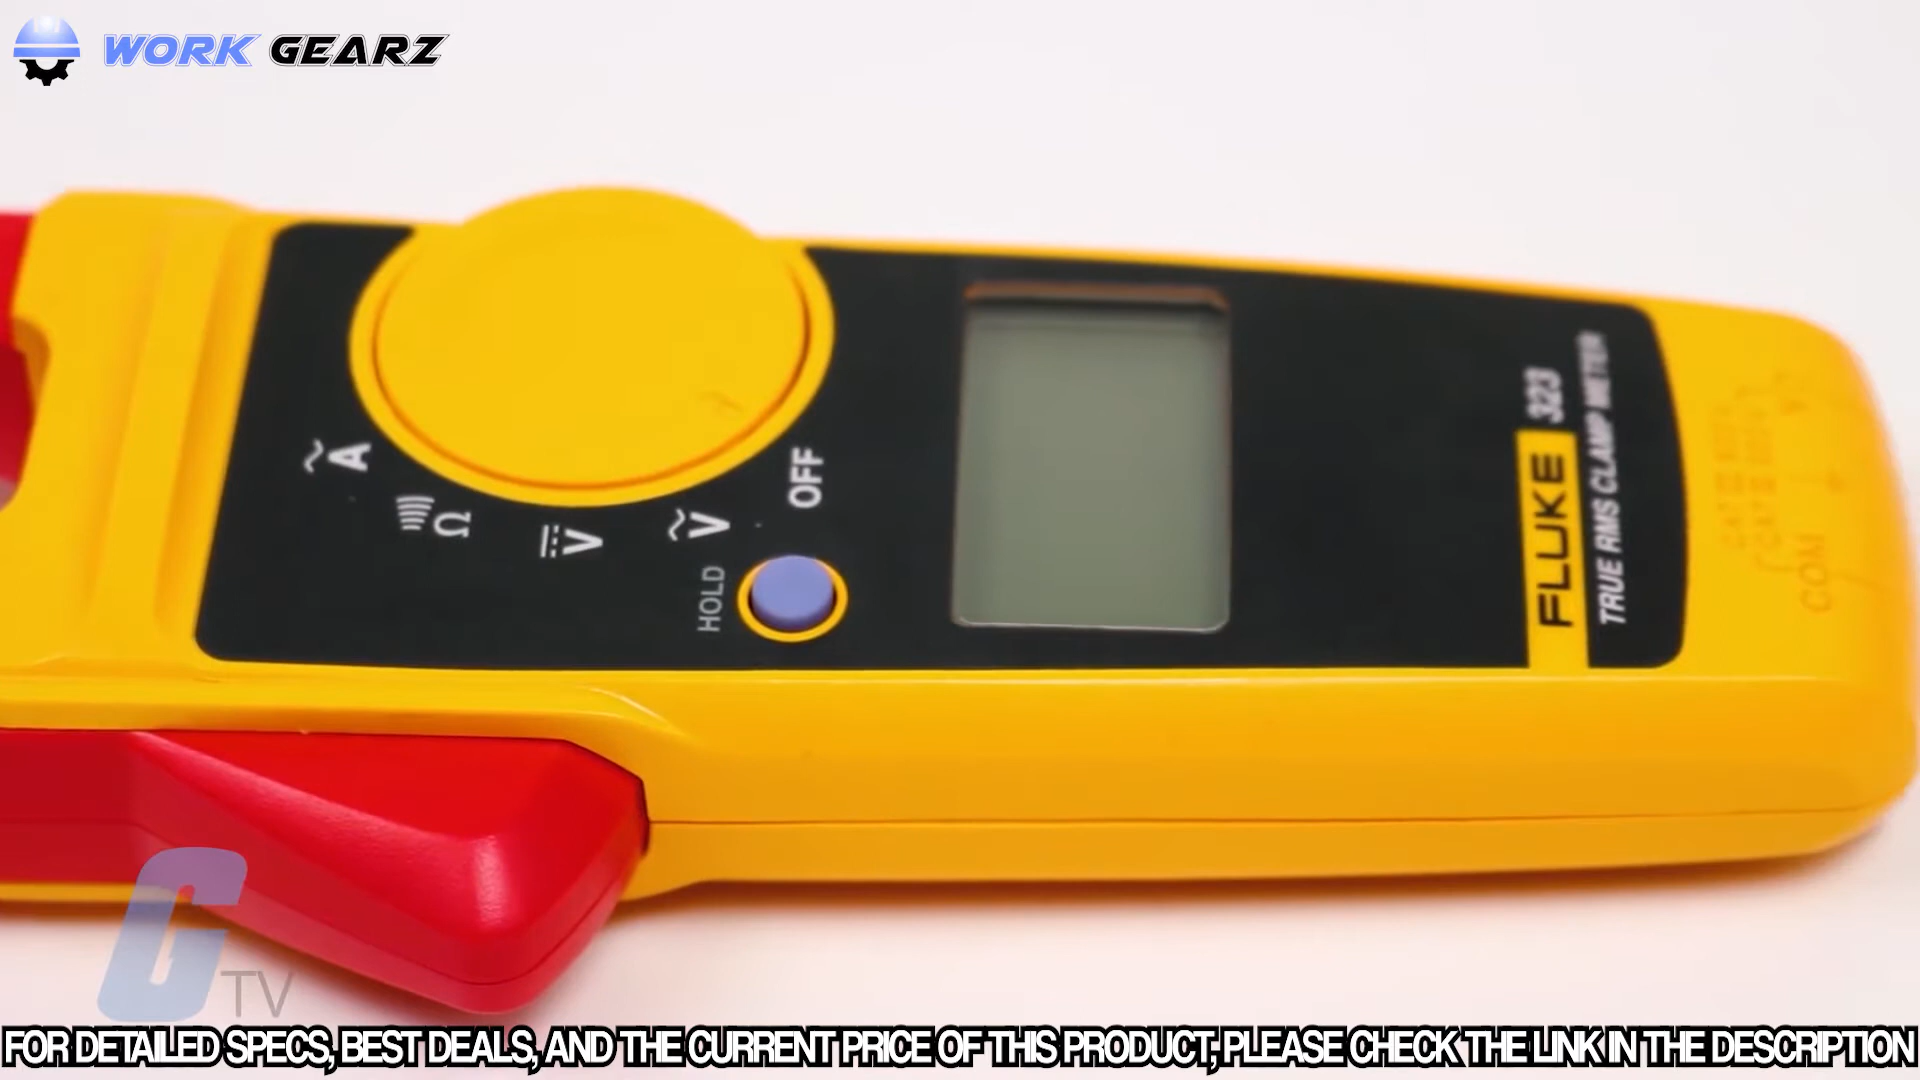 WORK GEARZ
A
Ω
V
V
OFF
HOLD
FLUKE 323
TRUE RMS CLAMP METER
COM
TV
FOR DETAILED SPECS, BEST DEALS, AND THE CURRENT PRICE OF THIS PRODUCT, PLEASE CHECK THE LINK IN THE DESCRIPTION